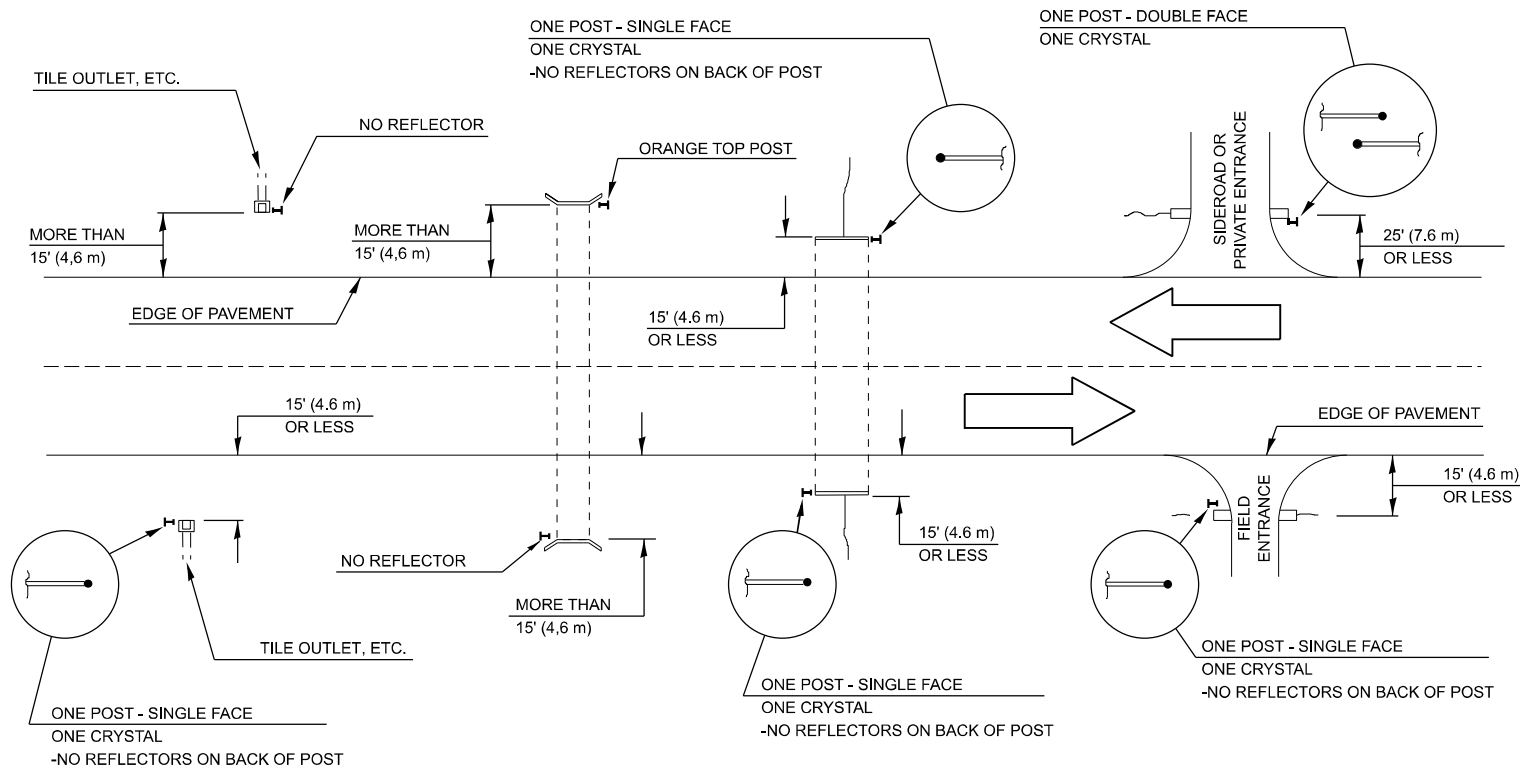 ONE POST - SINGLE FACE
ONE CRYSTAL
-NO REFLECTORS ON BACK OF POST
ONE POST - DOUBLE FACE
ONE CRYSTAL
TILE OUTLET, ETC.
NO REFLECTOR
ORANGE TOP POST
SIDEROAD OR
PRIVATE ENTRANCE
MORE THAN
15' (4,6 m)
MORE THAN
15' (4,6 m)
25' (7.6 m)
OR LESS
EDGE OF PAVEMENT
15' (4.6 m)
OR LESS
15' (4.6 m)
OR LESS
EDGE OF PAVEMENT
15' (4.6 m)
OR LESS
FIELD
ENTRANCE
15' (4.6 m)
OR LESS
NO REFLECTOR
MORE THAN
15' (4,6 m)
TILE OUTLET, ETC.
ONE POST - SINGLE FACE
ONE CRYSTAL
-NO REFLECTORS ON BACK OF POST
ONE POST - SINGLE FACE
ONE CRYSTAL
-NO REFLECTORS ON BACK OF POST
ONE POST - SINGLE FACE
ONE CRYSTAL
-NO REFLECTORS ON BACK OF POST